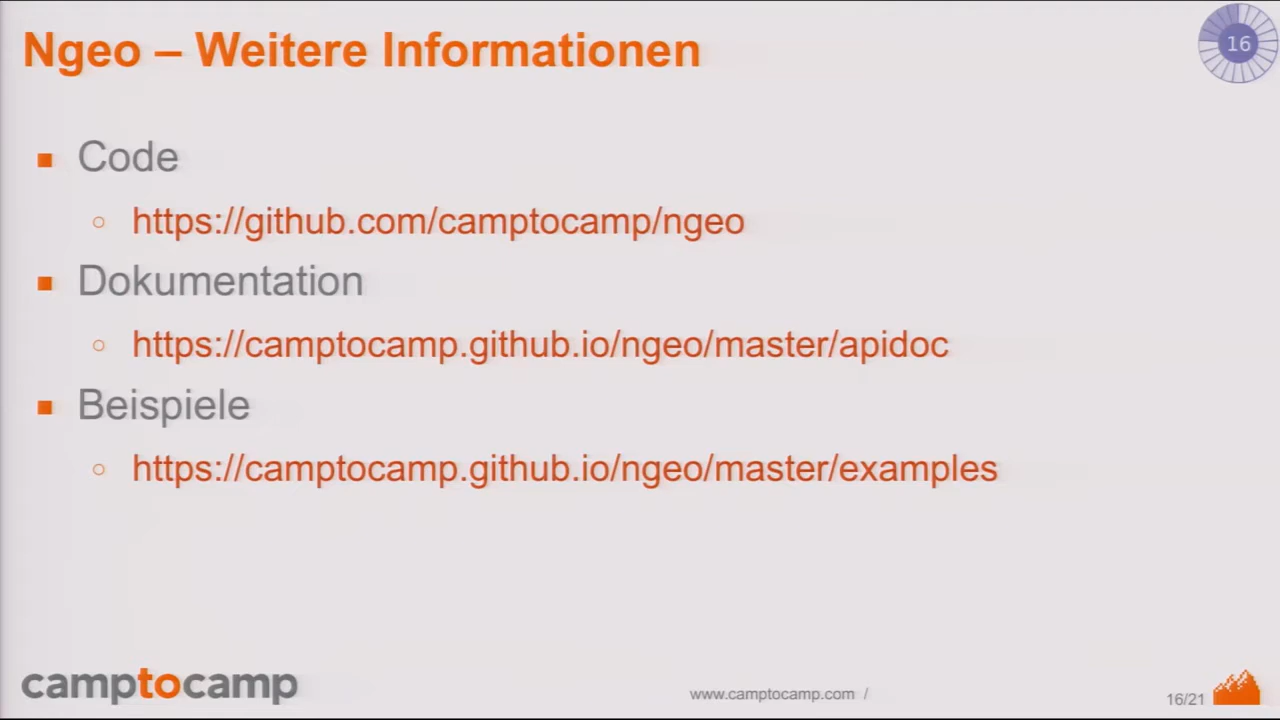 Ngeo – Weitere Informationen
16
Code
https://github.com/camptocamp/ngeo
Dokumentation
https://camptocamp.github.io/ngeo/master/apidoc
Beispiele
https://camptocamp.github.io/ngeo/master/examples
camptocamp
www.camptocamp.com /
16/21